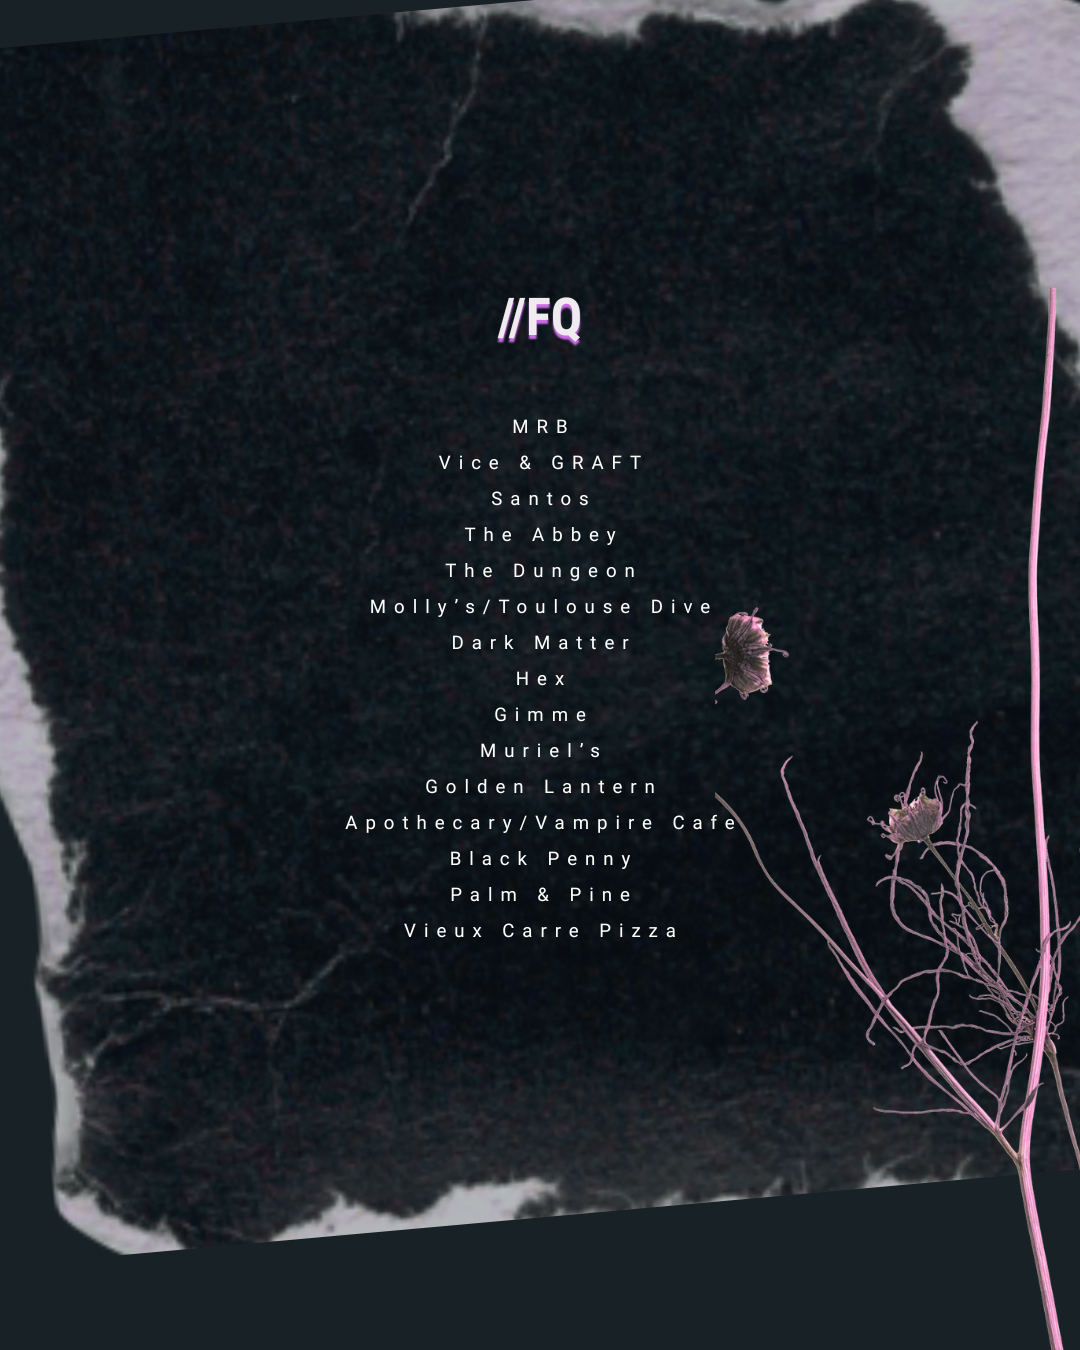 //FQ
MRB
Vice & GRAFT
Santos
The Abbey
The Dungeon
Molly’s/Toulouse Dive
Dark Matter
Hex
Gimme
Muriel’s
Golden Lantern
Apothecary/Vampire Cafe
Black Penny
Palm & Pine
Vieux Carre Pizza